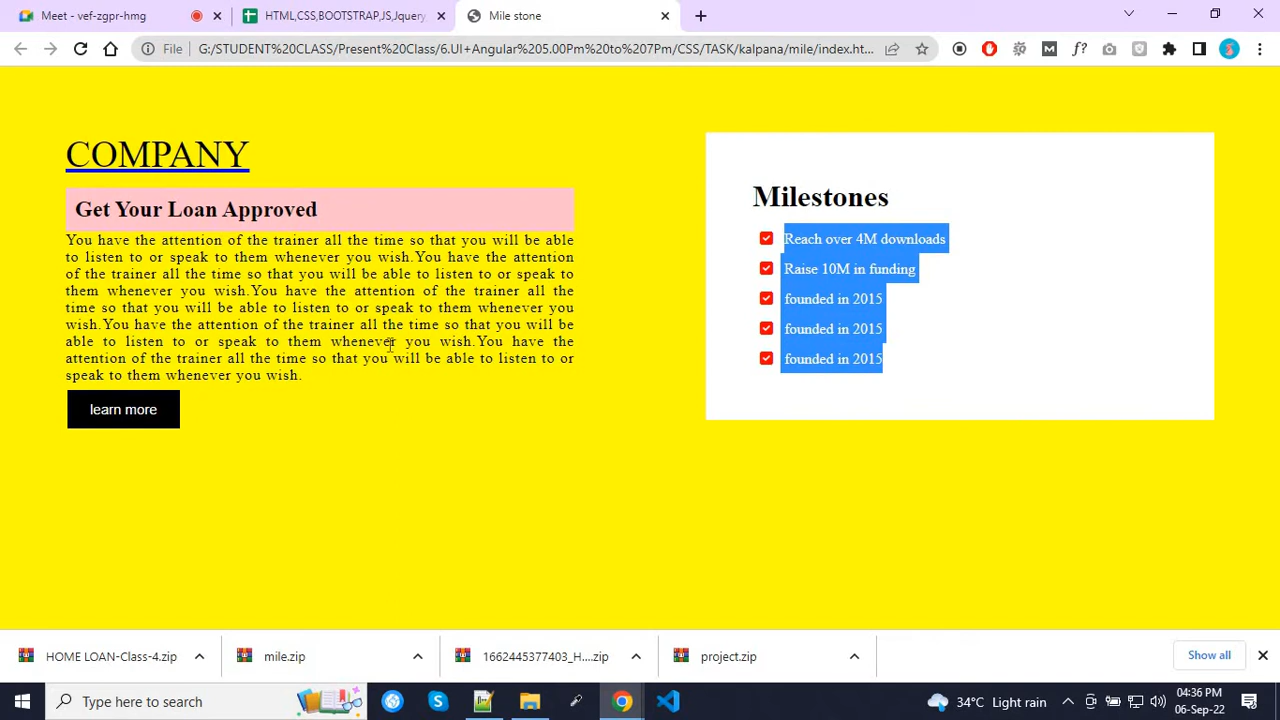 Meet - vef-zgpr-hmg
HTML,CSS,BOOTSTRAP,JS,Jquery,
Mile stone
File
G:/STUDENT%20CLASS/Present%20Class/6.UI+Angular%205.00Pm%20to%207Pm/CSS/TASK/kalpana/mile/index.ht...
M
f?
COMPANY
Get Your Loan Approved
You have the attention of the trainer all the time so that you will be able
to listen to or speak to them whenever you wish.You have the attention
of the trainer all the time so that you will be able to listen to or speak to
them whenever you wish.You have the attention of the trainer all the
time so that you will be able to listen to or speak to them whenever you
wish.You have the attention of the trainer all the time so that you will be
able to listen to or speak to them whenever you wish.You have the
attention of the trainer all the time so that you will be able to listen to or
speak to them whenever you wish.
learn more
Milestones
Reach over 4M downloads
Raise 10M in funding
founded in 2015
founded in 2015
founded in 2015
HOME LOAN-Class-4.zip
mile.zip
1662445377403_H....zip
project.zip
Show all
Type here to search
34°C Light rain
04:36 PM
06-Sep-22